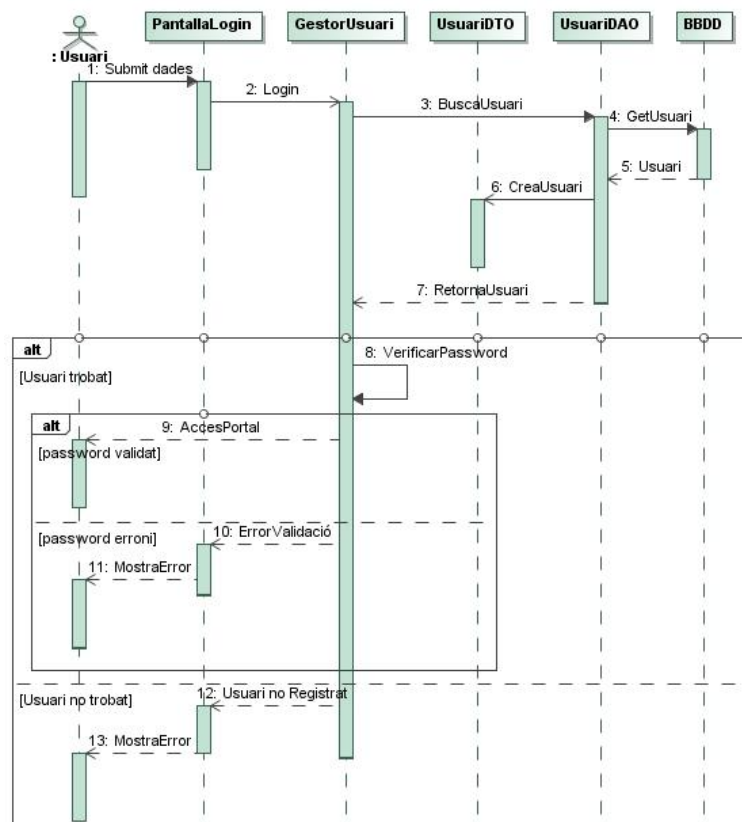 PantallaLogin
GestorUsuari
UsuariDTO
UsuariDAO
BBDD
: Usuari
1: Submit dades
2: Login
3: BuscaUsuari
4: GetUsuari
5: Usuari
6: CreaUsuari
7: RetornaUsuari
alt
8: VerificarPassword
[Usuari trobat]
alt
9: AccesPortal
[password validat]
10: ErrorValidació
[password erroni]
11: MostraError
12: Usuari no Registrat
[Usuari no trobat]
13: MostraError